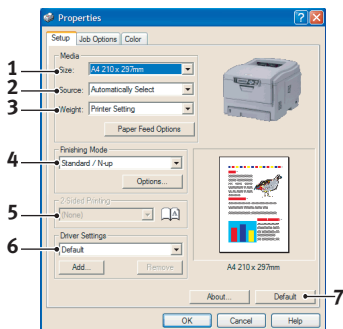 Properties
Setup Job Options Color
Media
1 Size: A4 210 x 297mm
2 Source: Automatically Select
3 Weight: Printer Setting
Paper Feed Options
Finishing Mode
4 Standard / N-up
Options...
2-Sided Printing
5 (None)
A
Driver Settings
6 Default
Add... Remove
A4 210 x 297mm
About... Default 7
OK Cancel Help